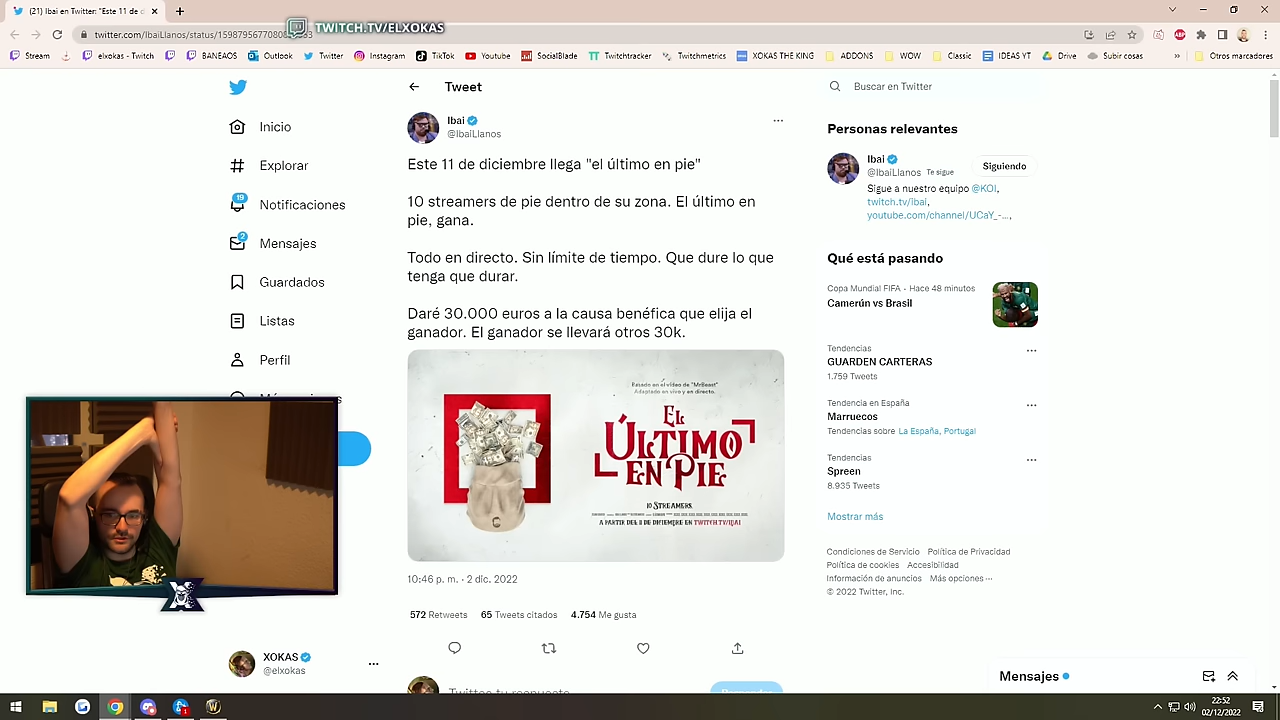 (21) Ibai en Twitter: "Este 11 de d
TWITCH.TV/ELXOKAS
twitter.com/IbaiLlanos/status/159879567708
Stream
elxokas - Twitch
BANEAOS
Outlook
Twitter
Instagram
TikTok
Youtube
SocialBlade
Twitchtracker
Twitchmetrics
XOKAS THE KING
ADDONS
WOW
Classic
IDEAS YT
Drive
Subir cosas
»
Otros marcadores
Inicio
Explorar
19
Notificaciones
2
Mensajes
Guardados
Listas
Perfil
XOKAS
@elxokas
Tweet
Ibai
@IbaiLlanos
Este 11 de diciembre llega "el último en pie"
10 streamers de pie dentro de su zona. El último en
pie, gana.
Todo en directo. Sin límite de tiempo. Que dure lo que
tenga que durar.
Daré 30.000 euros a la causa benéfica que elija el
ganador. El ganador se llevará otros 30k.
Basado en el vídeo de "MrBeast"
Adaptado en vivo y en directo.
EL
ÚLTIMO
EN PIE
10 STREAMERS
A PARTIR DEL 11 DE DICIEMBRE EN TWITCH.TV/IBAI
10:46 p. m. · 2 dic. 2022
572 Retweets 65 Tweets citados 4.754 Me gusta
Twittea tu respuesta
Buscar en Twitter
Personas relevantes
Ibai
@IbaiLlanos Te sigue
Siguiendo
Sigue a nuestro equipo @KOI,
twitch.tv/ibai,
youtube.com/channel/UCaY_-...,
Qué está pasando
Copa Mundial FIFA · Hace 48 minutos
Camerún vs Brasil
Tendencias
GUARDEN CARTERAS
1.759 Tweets
Tendencia en España
Marruecos
Tendencias sobre La España, Portugal
Tendencias
Spreen
8.935 Tweets
Mostrar más
Condiciones de Servicio Política de Privacidad
Política de cookies Accesibilidad
Información de anuncios Más opciones ···
© 2022 Twitter, Inc.
Mensajes
22:52
02/12/2022